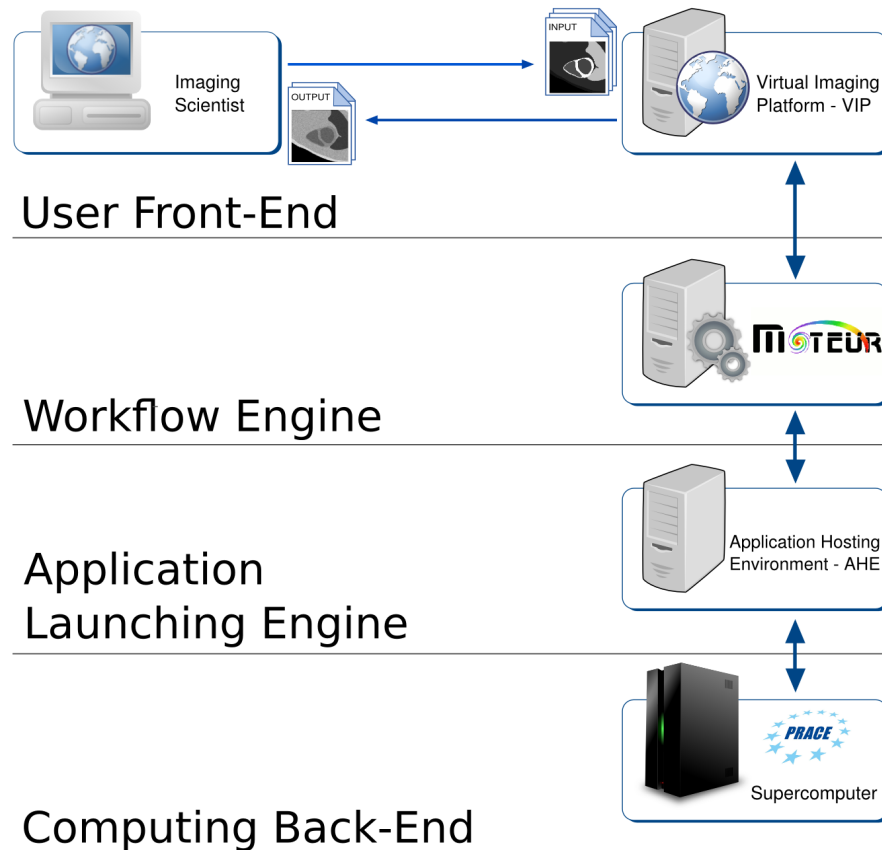 Imaging
Scientist
INPUT
OUTPUT
Virtual Imaging
Platform - VIP
User Front-End
MOTEUR
Workflow Engine
Application Hosting
Environment - AHE
Application
Launching Engine
PRACE
Supercomputer
Computing Back-End